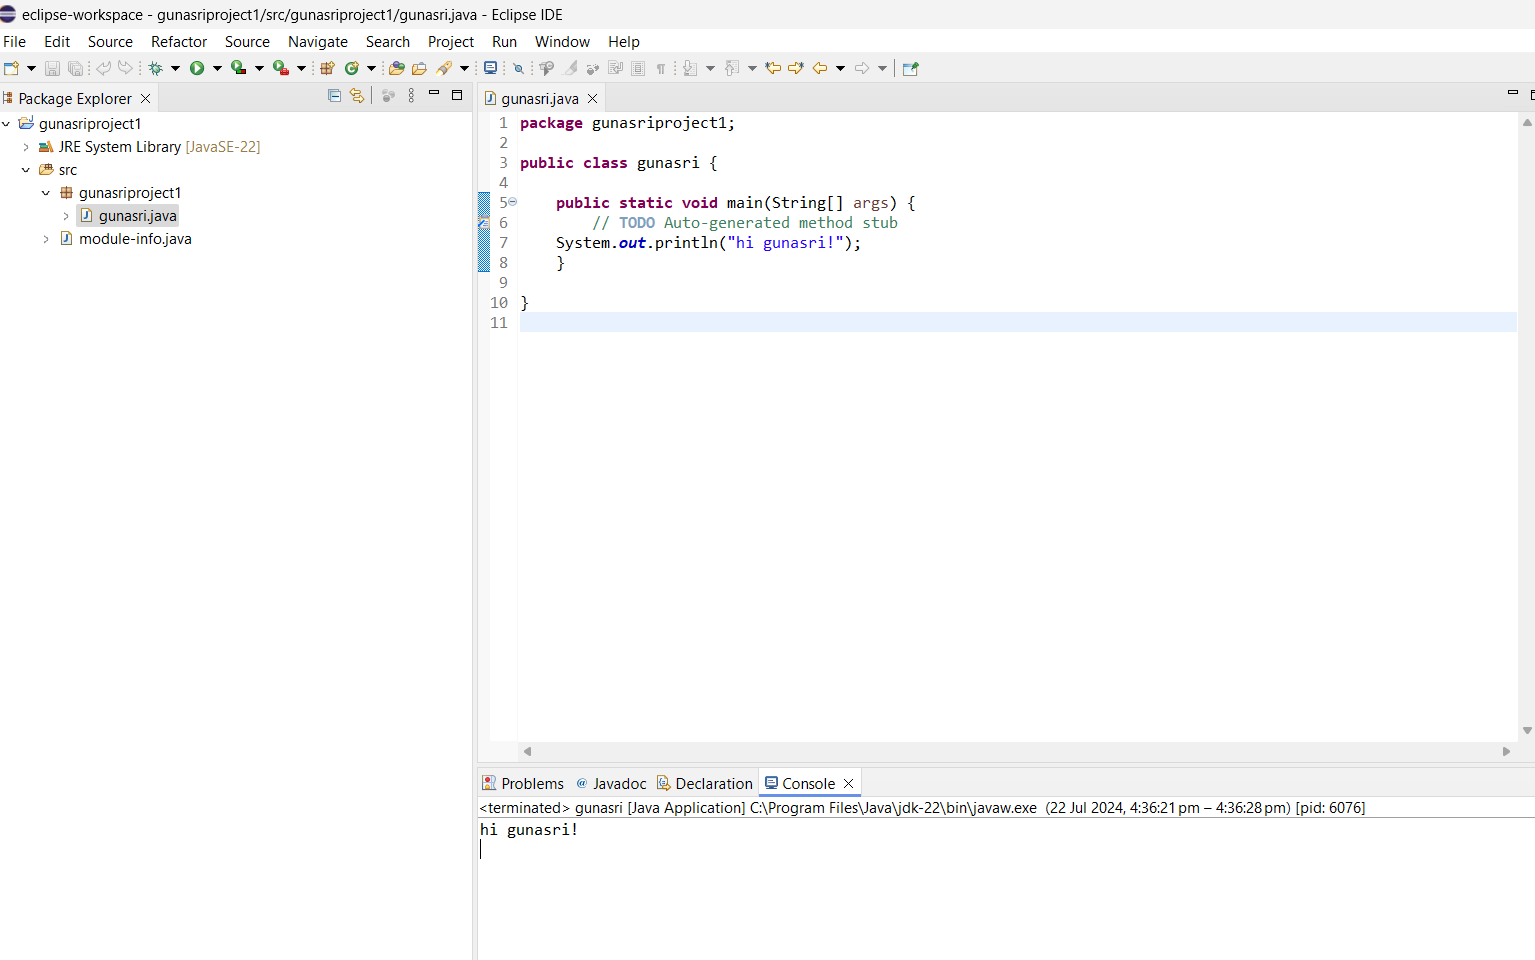 eclipse-workspace - gunasriproject1/src/gunasriproject1/gunasri.java - Eclipse IDE
File Edit Source Refactor Source Navigate Search Project Run Window Help
Package Explorer
gunasriproject1
JRE System Library [JavaSE-22]
src
gunasriproject1
gunasri.java
module-info.java
gunasri.java
1 package gunasriproject1;
2
3 public class gunasri {
4
5 public static void main(String[] args) {
6 // TODO Auto-generated method stub
7 System.out.println("hi gunasri!");
8 }
9
10 }
11
Problems @ Javadoc Declaration Console
<terminated> gunasri [Java Application] C:\Program Files\Java\jdk-22\bin\javaw.exe (22 Jul 2024, 4:36:21 pm – 4:36:28 pm) [pid: 6076]
hi gunasri!